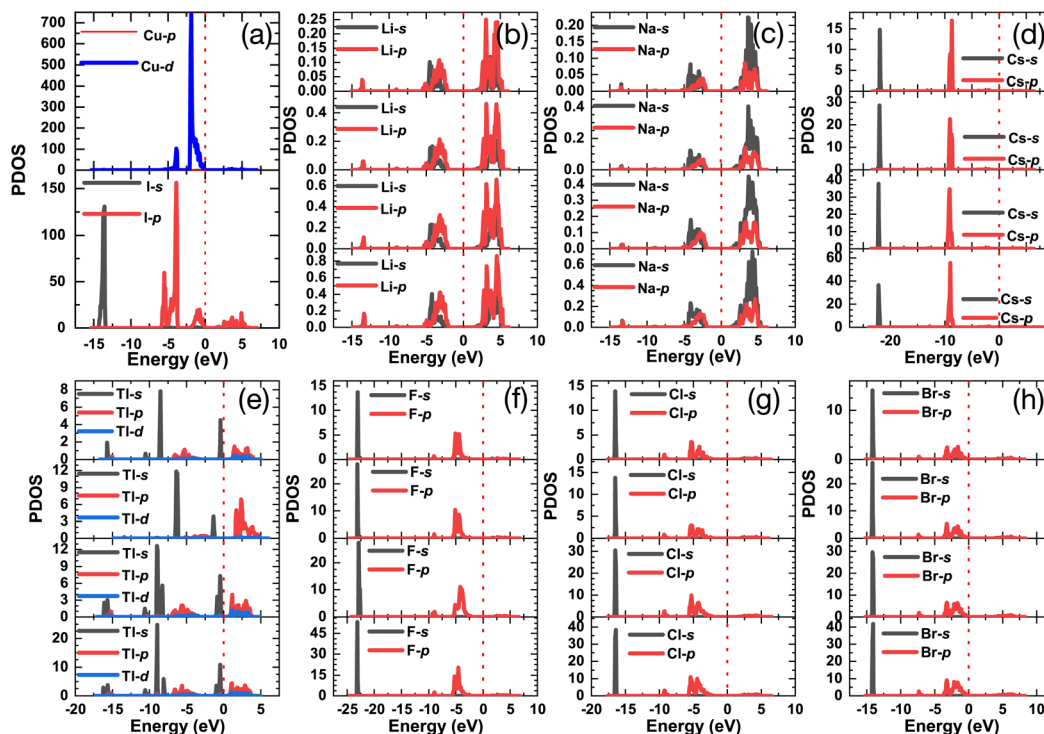 (a)
PDOS
750
700
600
500
400
300
200
100
50
0
Cu-p
Cu-d
150
100
50
0
I-s
I-p
-15 -10 -5 0 5 10
Energy (eV)
(b)
PDOS
0.25
0.20
0.15
0.10
0.05
0.00
Li-s
Li-p
0.4
0.2
0.0
Li-s
Li-p
0.6
0.4
0.2
0.0
Li-s
Li-p
0.8
0.6
0.4
0.2
0.0
Li-s
Li-p
-15 -10 -5 0 5 10
Energy (eV)
(c)
PDOS
0.20
0.15
0.10
0.05
0.00
Na-s
Na-p
0.4
0.2
0.0
Na-s
Na-p
0.4
0.3
0.2
0.1
0.0
Na-s
Na-p
0.6
0.4
0.2
0.0
Na-s
Na-p
-15 -10 -5 0 5 10
Energy (eV)
(d)
PDOS
15
10
5
0
Cs-s
Cs-p
30
20
10
0
Cs-s
Cs-p
40
30
20
10
0
Cs-s
Cs-p
60
40
20
0
Cs-s
Cs-p
-20 -10 0
Energy (eV)
(e)
PDOS
8
6
4
2
0
Tl-s
Tl-p
Tl-d
12
9
6
3
0
Tl-s
Tl-p
Tl-d
12
9
6
3
0
Tl-s
Tl-p
Tl-d
20
10
0
Tl-s
Tl-p
Tl-d
-20 -15 -10 -5 0 5
Energy (eV)
(f)
PDOS
15
10
5
0
F-s
F-p
20
10
0
F-s
F-p
20
10
0
F-s
F-p
45
30
15
0
F-s
F-p
-25 -20 -15 -10 -5 0 5 10
Energy (eV)
(g)
PDOS
15
10
5
0
Cl-s
Cl-p
15
10
5
0
Cl-s
Cl-p
30
20
10
0
Cl-s
Cl-p
40
30
20
10
0
Cl-s
Cl-p
-15 -10 -5 0 5 10
Energy (eV)
(h)
PDOS
15
10
5
0
Br-s
Br-p
20
10
0
Br-s
Br-p
30
20
10
0
Br-s
Br-p
40
30
20
10
0
Br-s
Br-p
-15 -10 -5 0 5 10
Energy (eV)